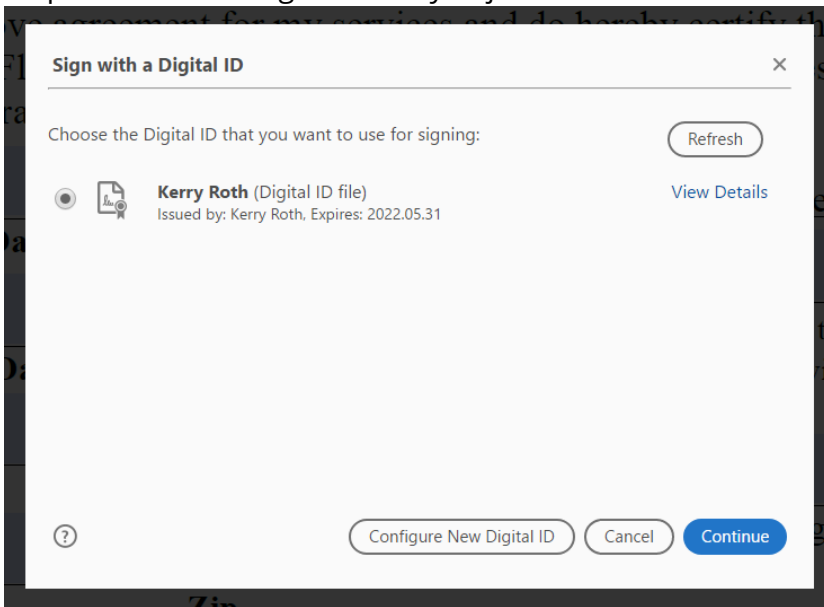 Sign with a Digital ID
Choose the Digital ID that you want to use for signing:
Refresh
Kerry Roth (Digital ID file)
View Details
Issued by: Kerry Roth, Expires: 2022.05.31
?
Configure New Digital ID
Cancel
Continue
Zip